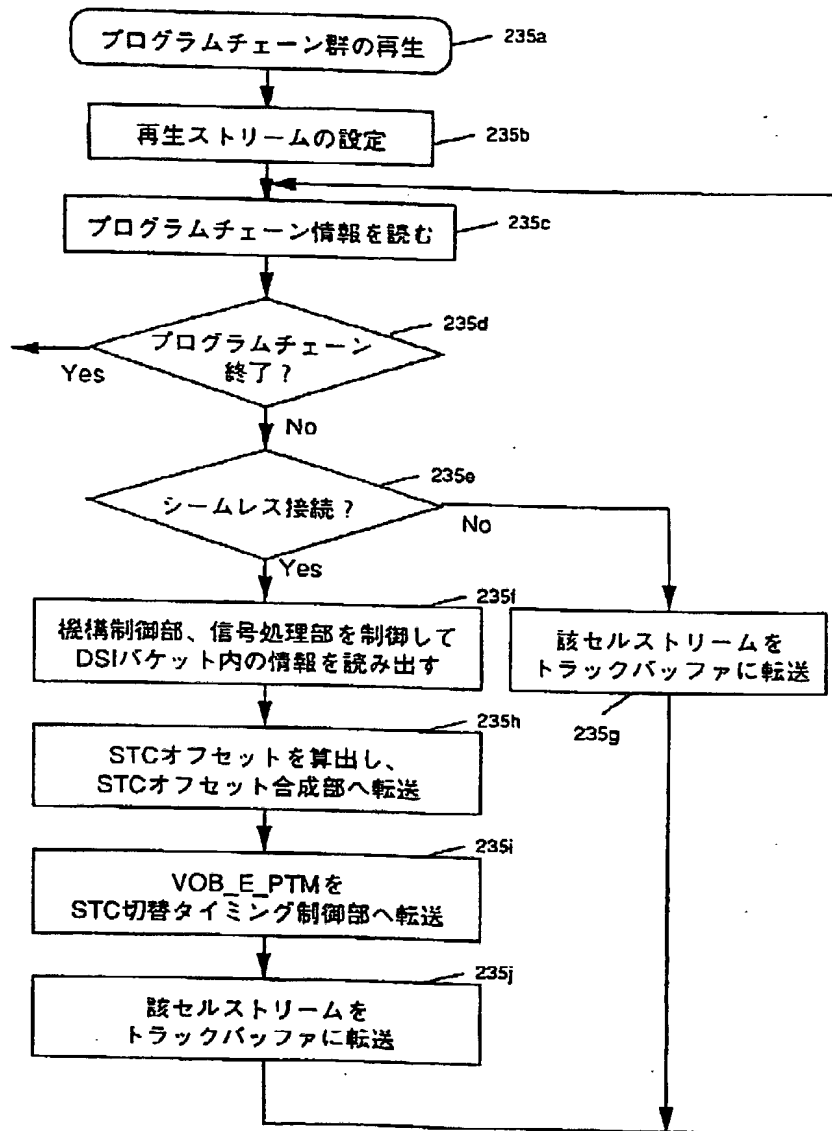 プログラムチェーン群の再生
235a
再生ストリームの設定
235b
プログラムチェーン情報を読む
235c
プログラムチェーン
終了？
235d
Yes
No
シームレス接続？
235e
No
Yes
機構制御部、信号処理部を制御して
DSIパケット内の情報を読み出す
235f
該セルストリームを
トラックバッファに転送
235g
STCオフセットを算出し、
STCオフセット合成部へ転送
235h
VOB_E_PTMを
STC切替タイミング制御部へ転送
235i
該セルストリームを
トラックバッファに転送
235j